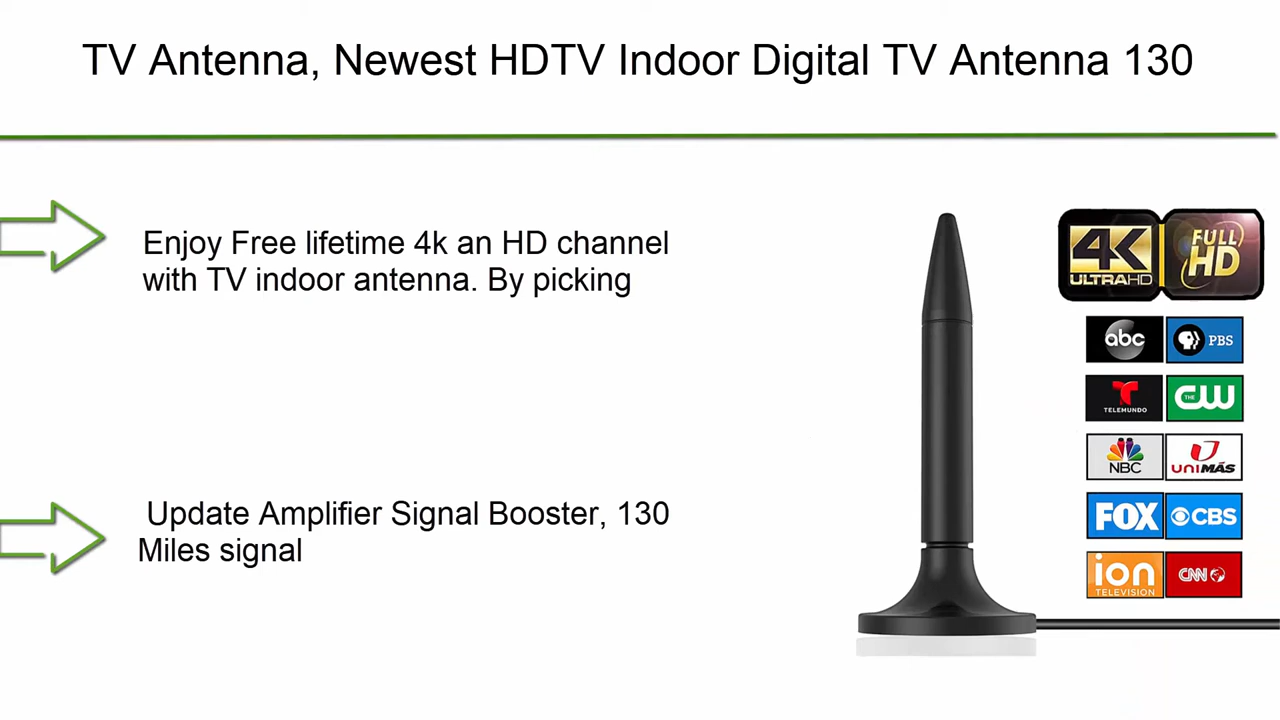 TV Antenna, Newest HDTV Indoor Digital TV Antenna 130
Enjoy Free lifetime 4k an HD channel
with TV indoor antenna. By picking
Update Amplifier Signal Booster, 130
Miles signal
4K
ULTRAHD
FULL
HD
abc
PBS
TELEMUNDO
THE
CW
NBC
UNIMÁS
FOX
CBS
ion
TELEVISION
CNN